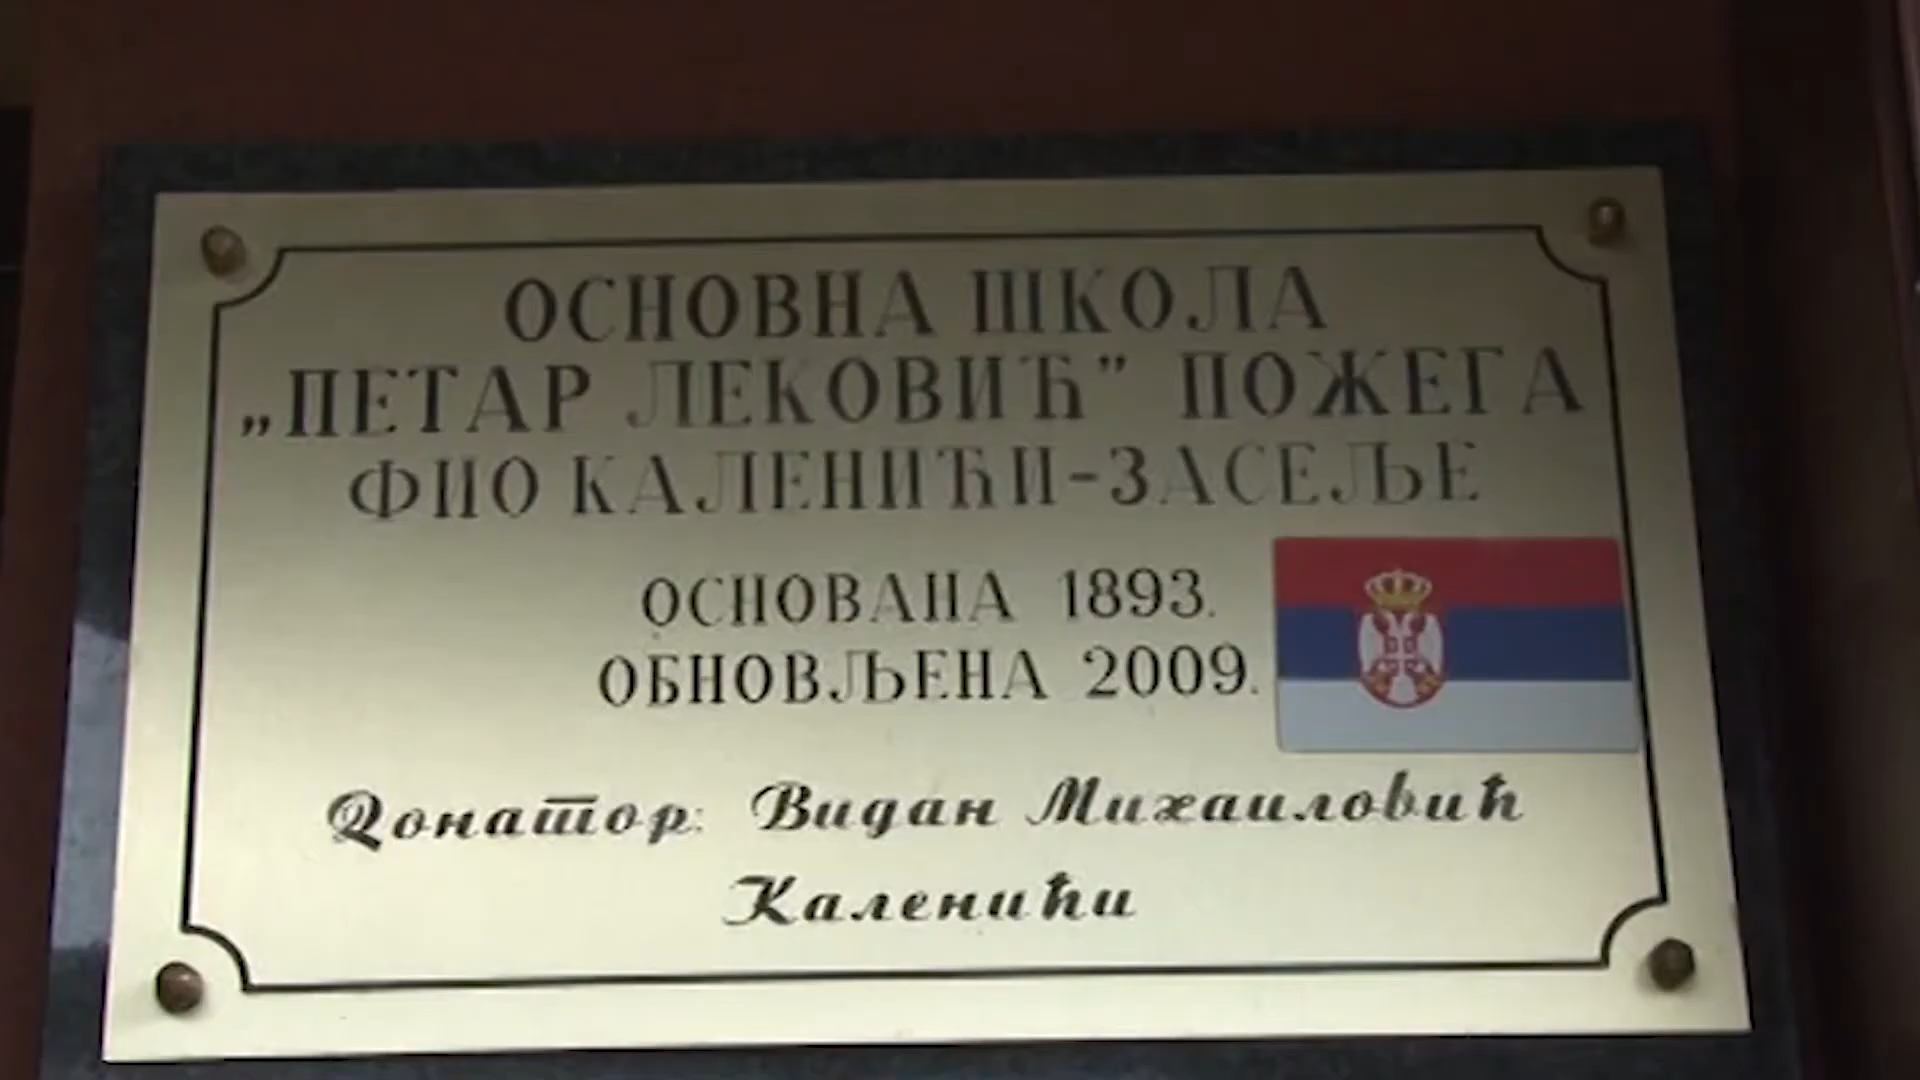 ОСНОВНА ШКОЛА
„ПЕТАР ЛЕКОВИЋ” ПОЖЕГА
ФИО КАЛЕНИЋИ-ЗАСЕЉЕ
ОСНОВАНА 1893.
ОБНОВЉЕНА 2009.
Донатор: Видан Михаиловић
Каленићи